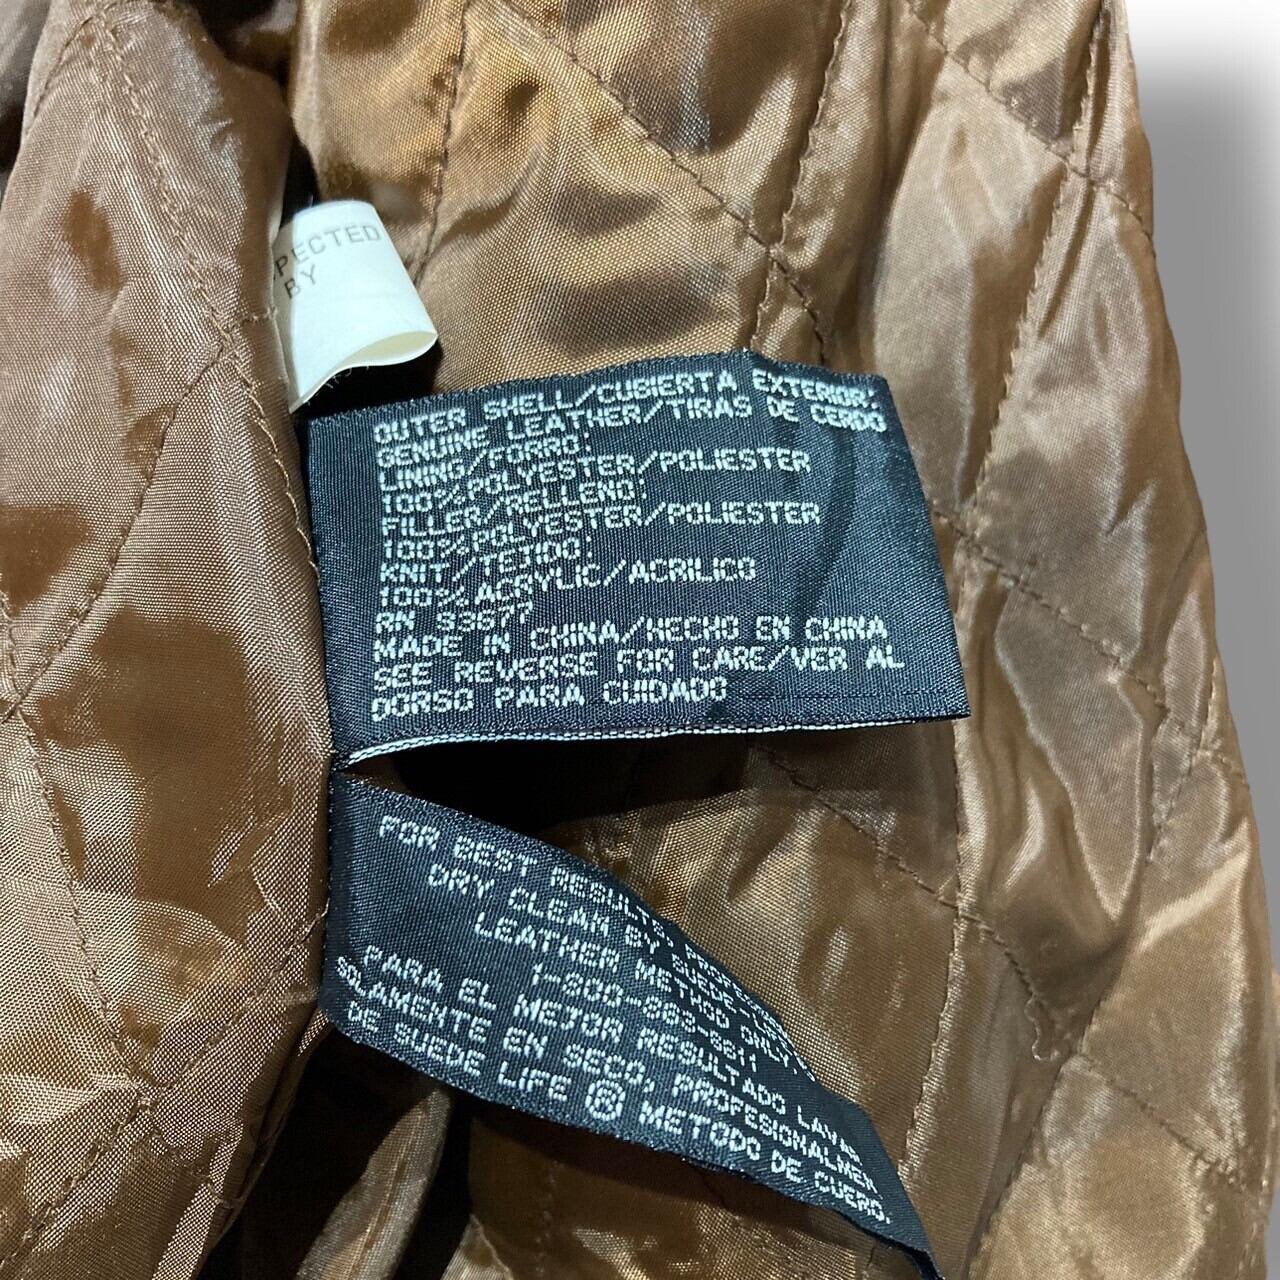 PECTED
BY
OUTER SHELL/CUBIERTA EXTERIOR:
GENUINE LEATHER/TIRAS DE CERDO
LINING/FORRO:
100%POLYESTER/POLIESTER
FILLER/RELLENO:
100%POLYESTER/POLIESTER
KNIT/TEJIDO:
100%ACRYLIC/ACRILICO
MADE IN CHINA/HECHO EN CHINA
SEE REVERSE FOR CARE/VER AL
DORSO PARA CUIDADO
FOR BEST RESULTS,
DRY CLEAN BY SUEDE
LEATHER METHOD ONLY.
PARA EL MEJOR RESULTADO LAVAR
SOLAMENTE EN SECO, PROFESIONALMEN
DE SUEDE LIFE ® METODO DE CUERO.